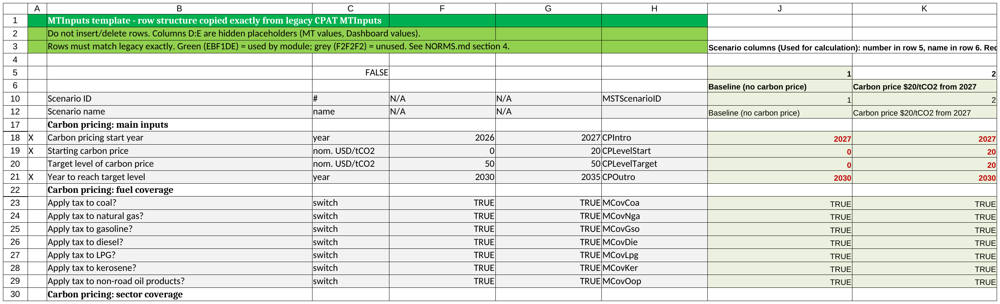 A B C F G H J K
1 MTInputs template - row structure copied exactly from legacy CPAT MTInputs
2 Do not insert/delete rows. Columns D:E are hidden placeholders (MT values, Dashboard values).
3 Rows must match legacy exactly. Green (EBF1DE) = used by module; grey (F2F2F2) = unused. See NORMS.md section 4. Scenario columns (Used for calculation): number in row 5, name in row 6.
4
5 FALSE 1 2
6 Baseline (no carbon price) Carbon price $20/tCO2 from 2027
10 Scenario ID # N/A N/A MSTScenarioID 1 2
12 Scenario name name N/A N/A Baseline (no carbon price) Carbon price $20/tCO2 from 2027
17 Carbon pricing: main inputs
18 X Carbon pricing start year year 2026 2027 CPIntro 2027 2027
19 X Starting carbon price nom. USD/tCO2 0 20 CPLevelStart 0 20
20 Target level of carbon price nom. USD/tCO2 50 50 CPLevelTarget 0 20
21 X Year to reach target level year 2030 2035 CPOutro 2030 2030
22 Carbon pricing: fuel coverage
23 Apply tax to coal? switch TRUE TRUE MCovCoa TRUE TRUE
24 Apply tax to natural gas? switch TRUE TRUE MCovNga TRUE TRUE
25 Apply tax to gasoline? switch TRUE TRUE MCovGso TRUE TRUE
26 Apply tax to diesel? switch TRUE TRUE MCovDie TRUE TRUE
27 Apply tax to LPG? switch TRUE TRUE MCovLpg TRUE TRUE
28 Apply tax to kerosene? switch TRUE TRUE MCovKer TRUE TRUE
29 Apply tax to non-road oil products? switch TRUE TRUE MCovOop TRUE TRUE
30 Carbon pricing: sector coverage